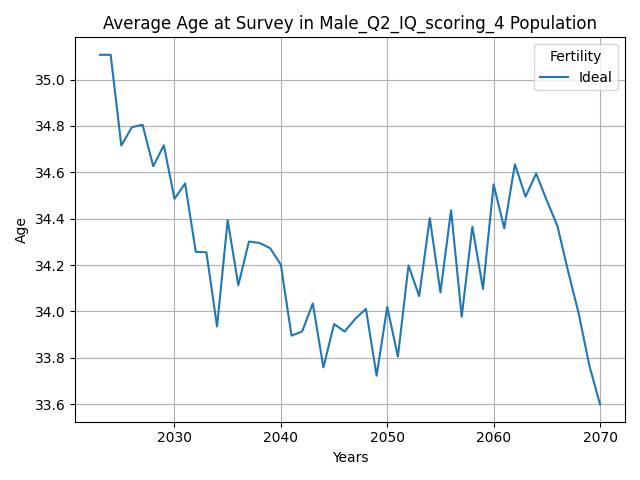 Average Age at Survey in Male_Q2_IQ_scoring_4 Population
Fertility
Ideal
35.0
34.8
34.6
34.4
34.2
34.0
33.8
33.6
Age
2030 2040 2050 2060 2070
Years